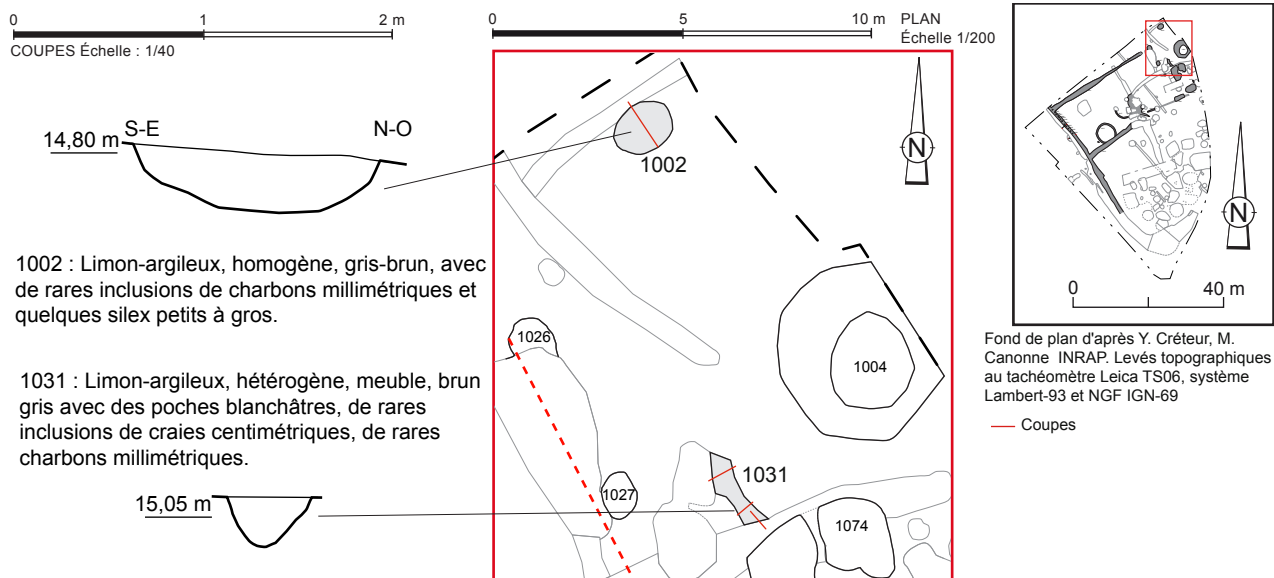 0 1 2 m
COUPES Échelle : 1/40
0 5 10 m PLAN
Échelle 1/200
S-E N-O
14,80 m
1002 : Limon-argileux, homogène, gris-brun, avec
de rares inclusions de charbons millimétriques et
quelques silex petits à gros.
1031 : Limon-argileux, hétérogène, meuble, brun
gris avec des poches blanchâtres, de rares
inclusions de craies centimétriques, de rares
charbons millimétriques.
15,05 m
1002
N
1026
1004
1031
1027
1074
N
0 40 m
Fond de plan d'après Y. Créteur, M.
Canonne INRAP. Levés topographiques
au tachéomètre Leica TS06, système
Lambert-93 et NGF IGN-69
Coupes